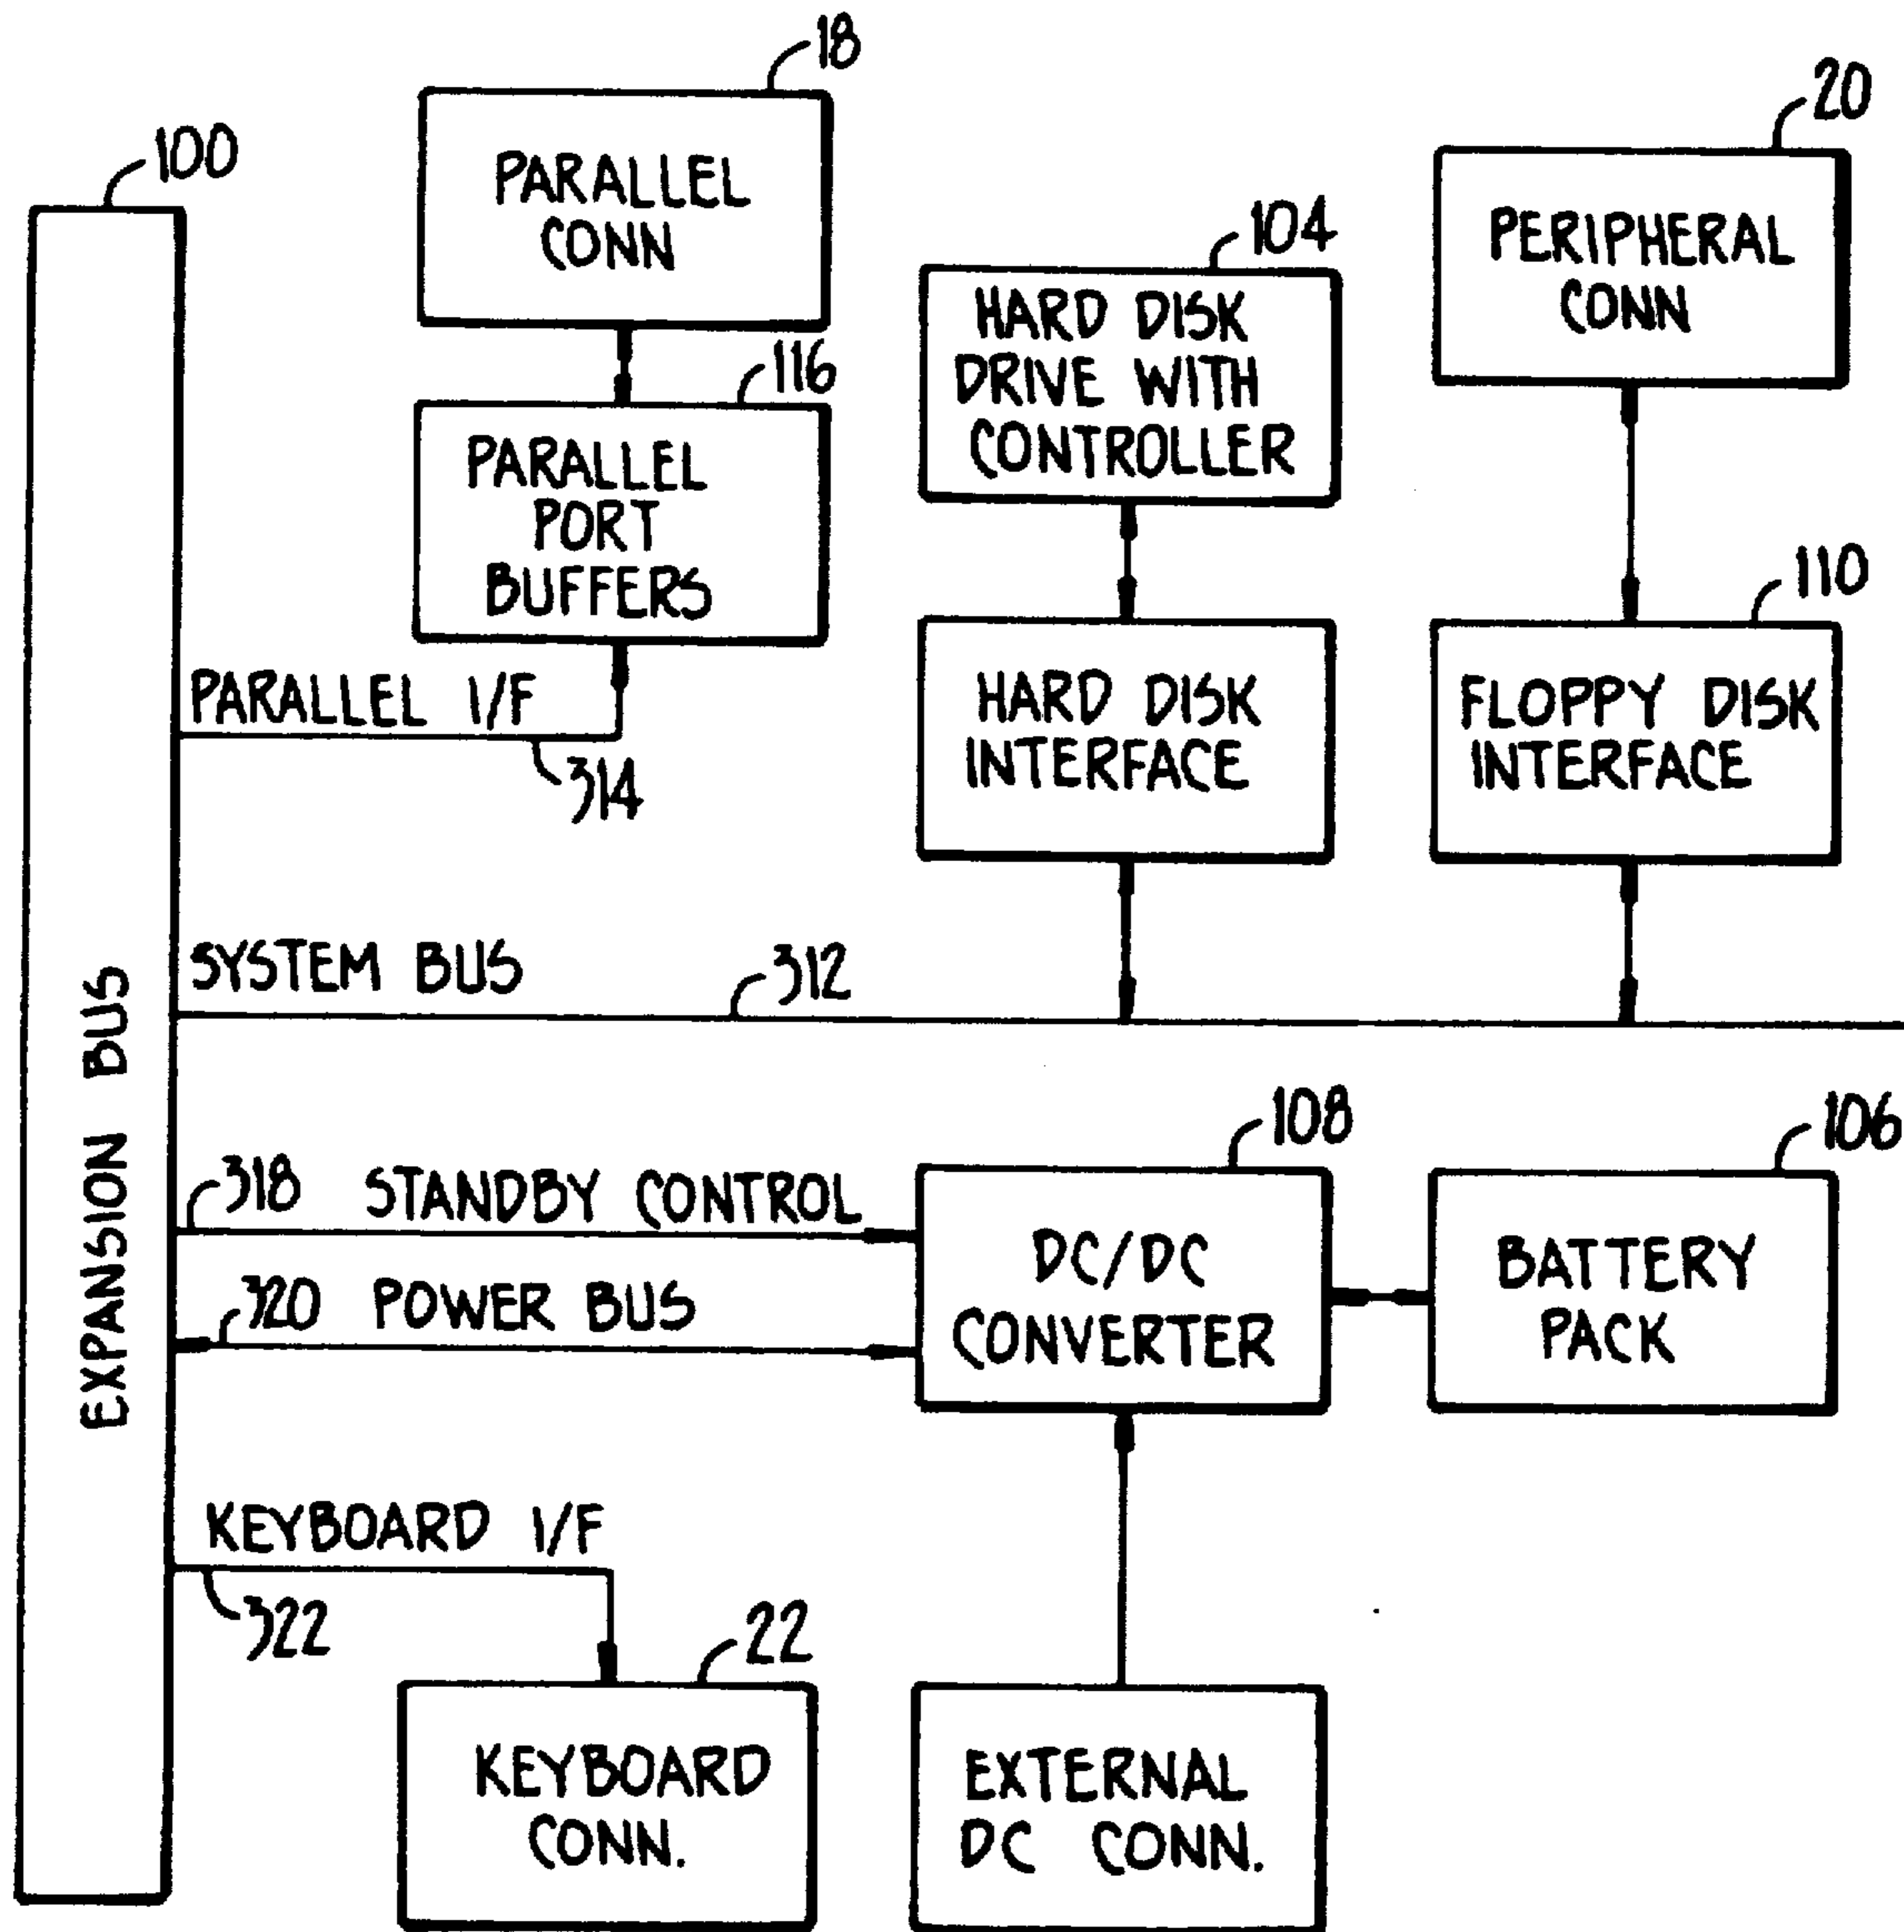 18
PARALLEL
CONN
20
PERIPHERAL
CONN
100
EXPANSION BUS
104
HARD DISK
DRIVE WITH
CONTROLLER
116
PARALLEL
PORT
BUFFERS
110
PARALLEL I/F
314
HARD DISK
INTERFACE
FLOPPY DISK
INTERFACE
SYSTEM BUS
312
318 STANDBY CONTROL
320 POWER BUS
108
DC/DC
CONVERTER
106
BATTERY
PACK
KEYBOARD I/F
322
22
KEYBOARD
CONN.
EXTERNAL
DC CONN.